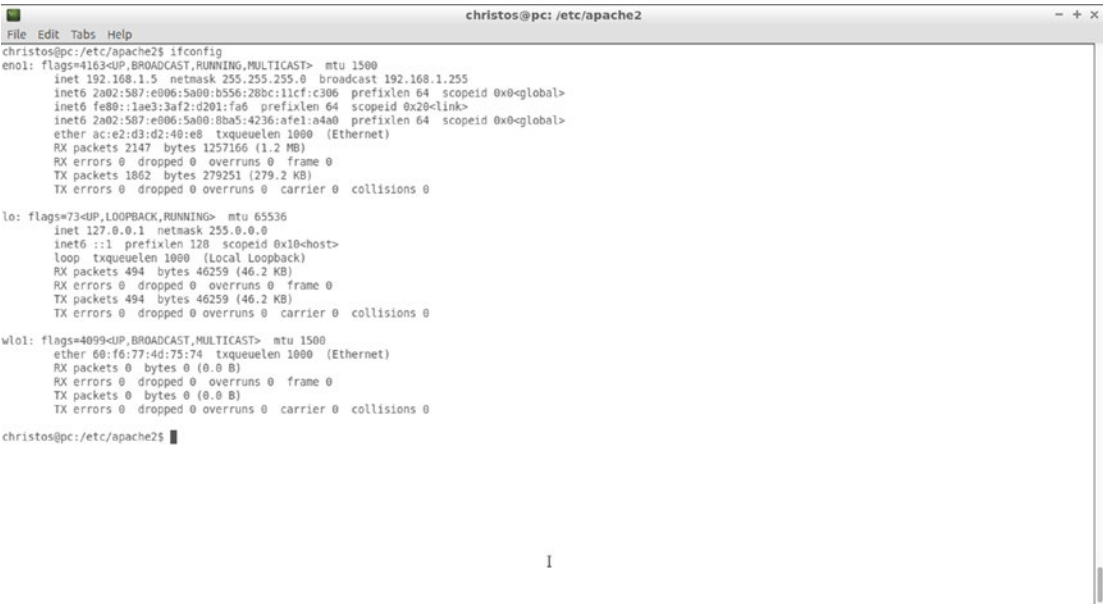 christos@pc: /etc/apache2
File Edit Tabs Help
christos@pc:/etc/apache2$ ifconfig
eno1: flags=4163<UP,BROADCAST,RUNNING,MULTICAST>  mtu 1500
        inet 192.168.1.5  netmask 255.255.255.0  broadcast 192.168.1.255
        inet6 2a02:587:e006:5a00:b556:28bc:11cf:c306  prefixlen 64  scopeid 0x0<global>
        inet6 fe80::1ae3:3af2:d201:fa6  prefixlen 64  scopeid 0x20<link>
        inet6 2a02:587:e006:5a00:8ba5:4236:afe1:a4a0  prefixlen 64  scopeid 0x0<global>
        ether ac:e2:d3:d2:40:e8  txqueuelen 1000  (Ethernet)
        RX packets 2147  bytes 1257166 (1.2 MB)
        RX errors 0  dropped 0  overruns 0  frame 0
        TX packets 1862  bytes 279251 (279.2 KB)
        TX errors 0  dropped 0 overruns 0  carrier 0  collisions 0
lo: flags=73<UP,LOOPBACK,RUNNING>  mtu 65536
        inet 127.0.0.1  netmask 255.0.0.0
        inet6 ::1  prefixlen 128  scopeid 0x10<host>
        loop  txqueuelen 1000  (Local Loopback)
        RX packets 494  bytes 46259 (46.2 KB)
        RX errors 0  dropped 0  overruns 0  frame 0
        TX packets 494  bytes 46259 (46.2 KB)
        TX errors 0  dropped 0 overruns 0  carrier 0  collisions 0
wlo1: flags=4099<UP,BROADCAST,MULTICAST>  mtu 1500
        ether 60:f6:77:4d:75:74  txqueuelen 1000  (Ethernet)
        RX packets 0  bytes 0 (0.0 B)
        RX errors 0  dropped 0  overruns 0  frame 0
        TX packets 0  bytes 0 (0.0 B)
        TX errors 0  dropped 0 overruns 0  carrier 0  collisions 0
christos@pc:/etc/apache2$